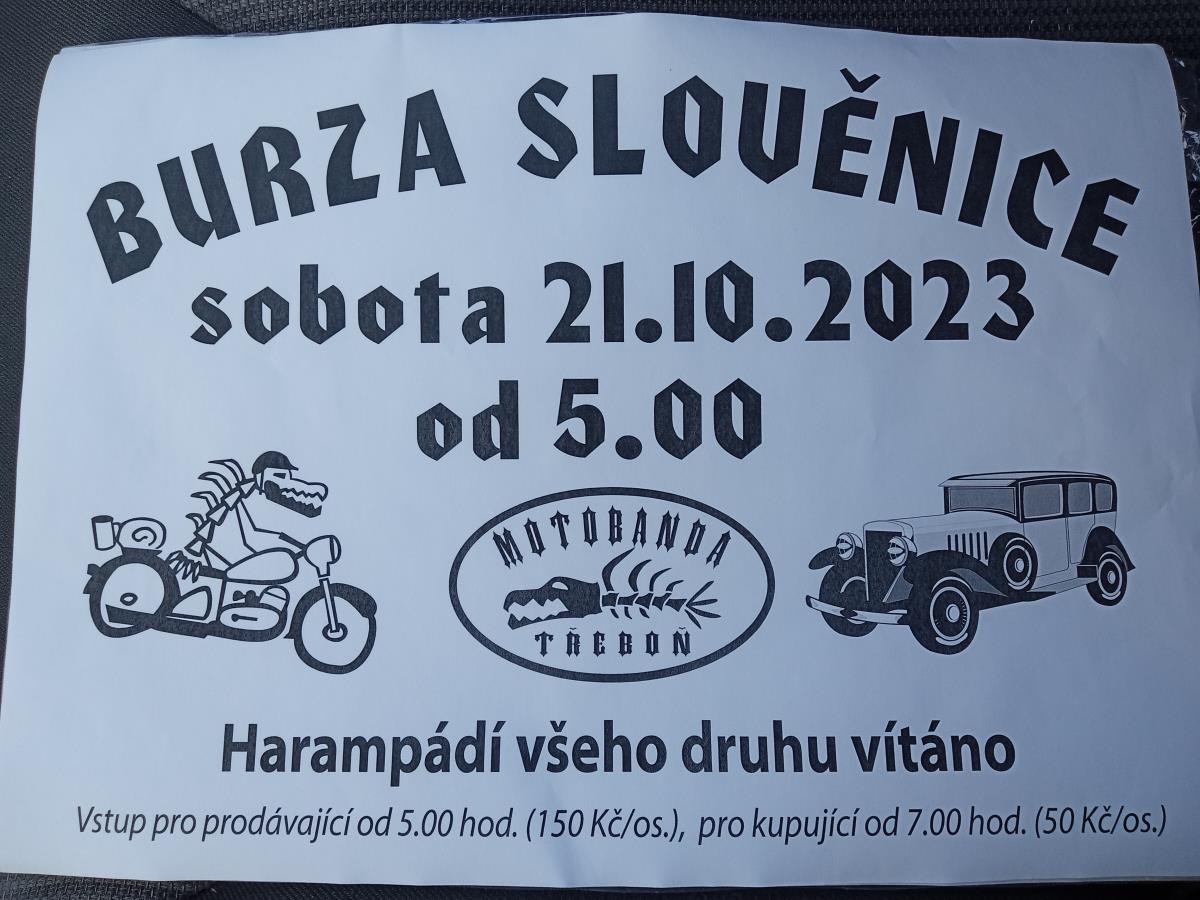 BURZA SLOVĚNICE
sobota 21.10.2023
od 5.00
MOTOBANDA
TŘEBOŇ
Harampádí všeho druhu vítáno
Vstup pro prodávající od 5.00 hod. (150 Kč/os.), pro kupující od 7.00 hod. (50 Kč/os.)